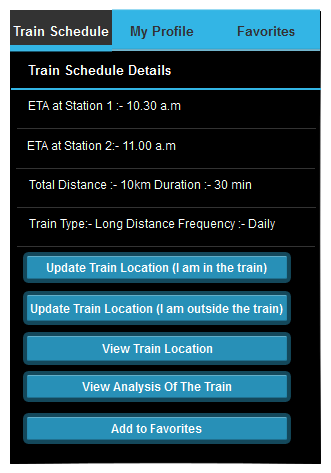 Train Schedule My Profile Favorites
Train Schedule Details
ETA at Station 1 :- 10.30 a.m
ETA at Station 2:- 11.00 a.m
Total Distance :- 10km Duration :- 30 min
Train Type:- Long Distance Frequency :- Daily
Update Train Location (I am in the train)
Update Train Location (I am outside the train)
View Train Location
View Analysis Of The Train
Add to Favorites